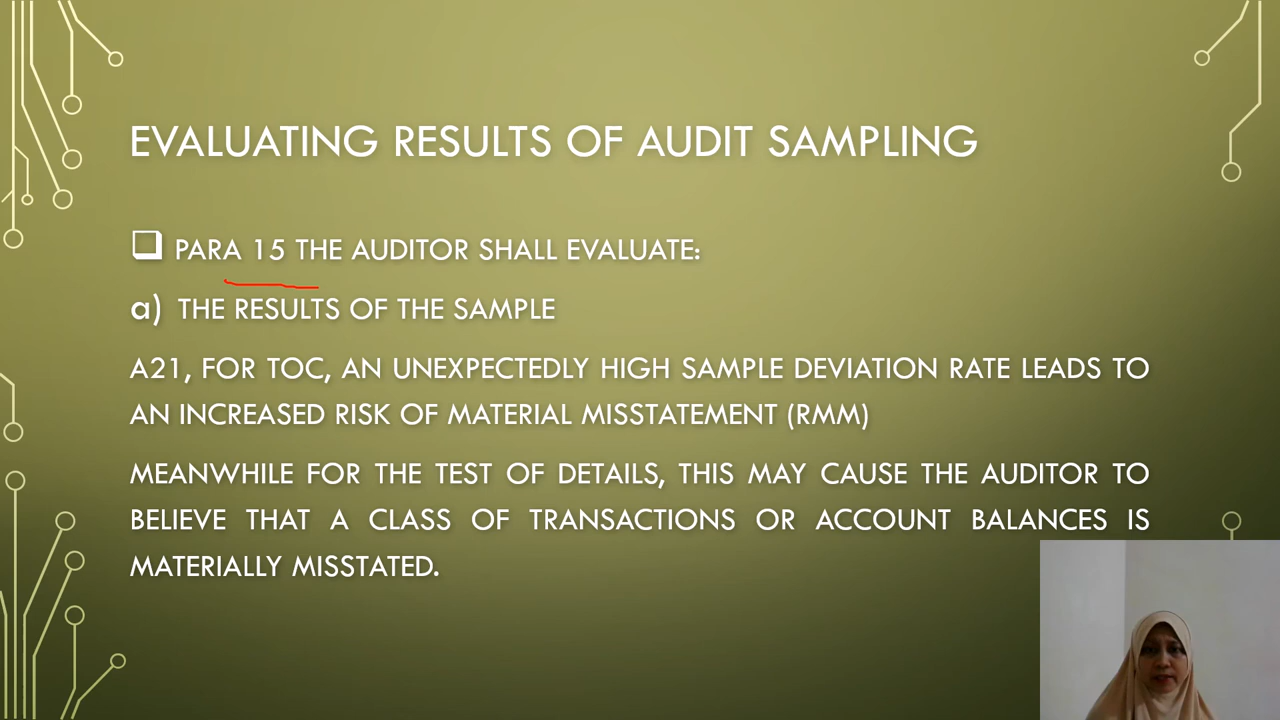 EVALUATING RESULTS OF AUDIT SAMPLING
PARA 15 THE AUDITOR SHALL EVALUATE:
a) THE RESULTS OF THE SAMPLE
A21, FOR TOC, AN UNEXPECTEDLY HIGH SAMPLE DEVIATION RATE LEADS TO
AN INCREASED RISK OF MATERIAL MISSTATEMENT (RMM)
MEANWHILE FOR THE TEST OF DETAILS, THIS MAY CAUSE THE AUDITOR TO
BELIEVE THAT A CLASS OF TRANSACTIONS OR ACCOUNT BALANCES IS
MATERIALLY MISSTATED.